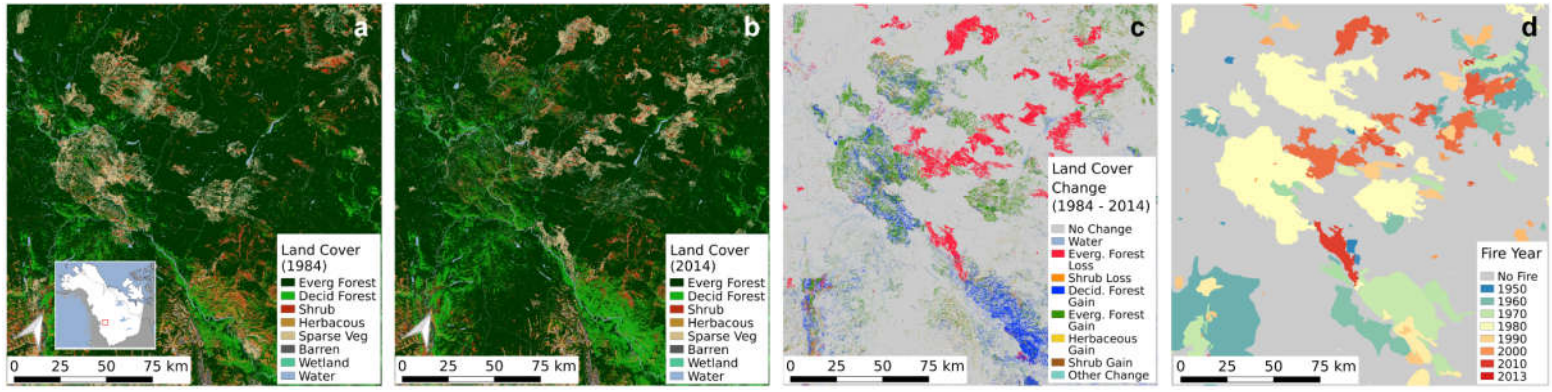 a
Land Cover
(1984)
Everg Forest
Decid Forest
Shrub
Herbacous
Sparse Veg
Barren
Wetland
Water
0 25 50 75 km
b
Land Cover
(2014)
Everg Forest
Decid Forest
Shrub
Herbacous
Sparse Veg
Barren
Wetland
Water
0 25 50 75 km
c
Land Cover
Change
(1984 - 2014)
No Change
Water
Everg. Forest
Loss
Shrub Loss
Decid. Forest
Gain
Everg. Forest
Gain
Herbaceous
Gain
Shrub Gain
Other Change
0 25 50 75 km
d
Fire Year
No Fire
1950
1960
1970
1980
1990
2000
2010
2013
0 25 50 75 km